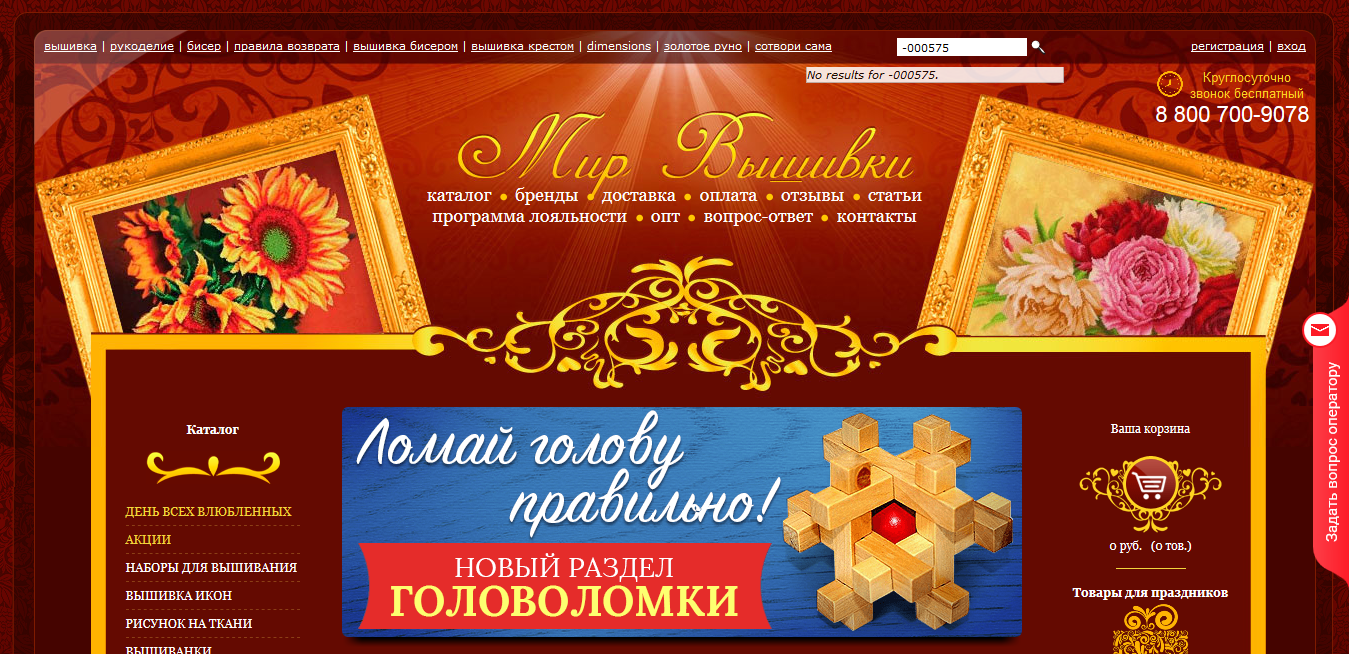 вышивка | рукоделие | бисер | правила возврата | вышивка бисером | вышивка крестом | dimensions | золотое руно | сотвори сама
-000575
регистрация | вход
No results for -000575.
Круглосуточно
звонок бесплатный
8 800 700-9078
Мир Вышивки
каталог • бренды • доставка • оплата • отзывы • статьи
программа лояльности • опт • вопрос-ответ • контакты
Задать вопрос оператору
Каталог
ДЕНЬ ВСЕХ ВЛЮБЛЕННЫХ
АКЦИИ
НАБОРЫ ДЛЯ ВЫШИВАНИЯ
ВЫШИВКА ИКОН
РИСУНОК НА ТКАНИ
ВЫШИВАНКИ
Ломай голову
правильно!
НОВЫЙ РАЗДЕЛ
ГОЛОВОЛОМКИ
Ваша корзина
0 руб. (0 тов.)
Товары для праздников